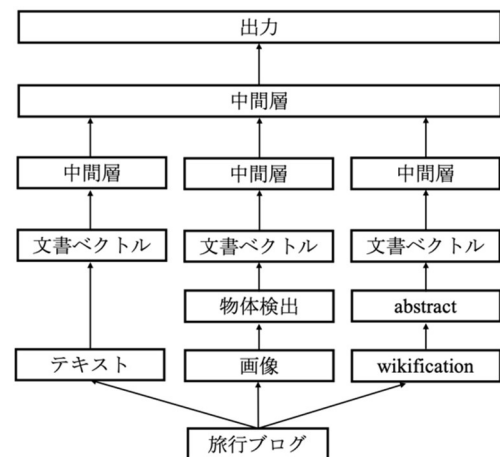 出力
中間層
中間層 中間層 中間層
文書ベクトル 文書ベクトル 文書ベクトル
物体検出 abstract
テキスト 画像 wikification
旅行ブログ